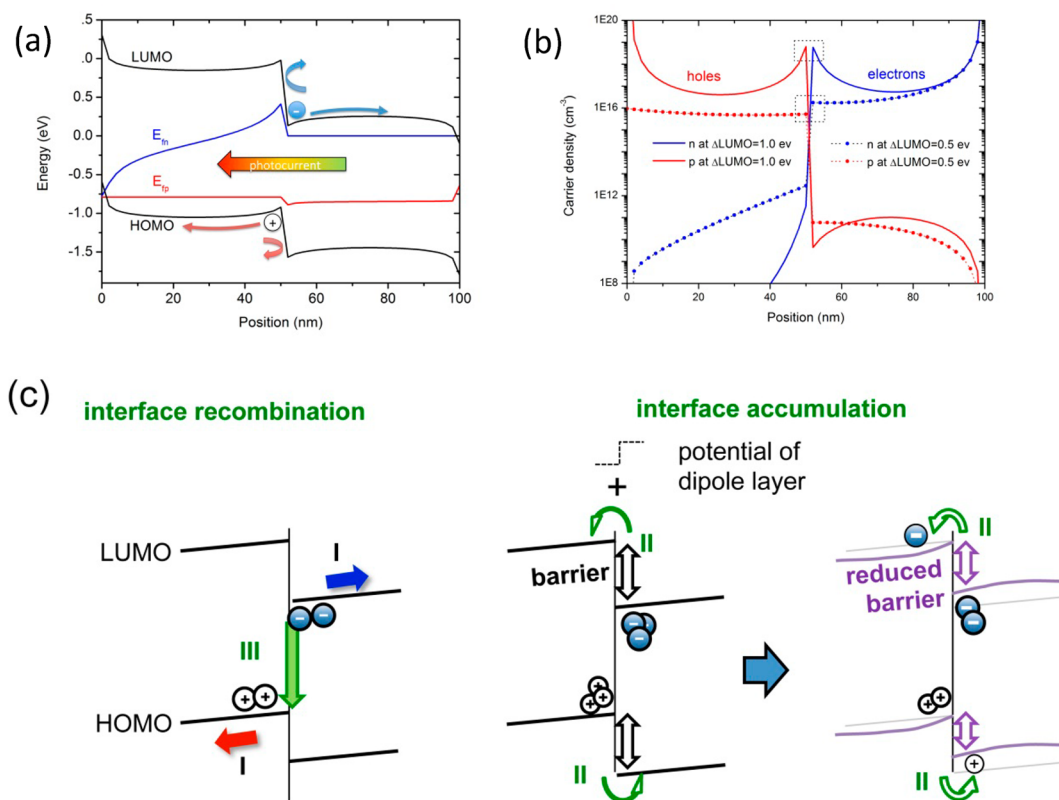 (a)
.5
.0
0.5
0.0
-0.5
-1.0
-1.5
Energy (eV)
LUMO
E_fn
photocurrent
E_fp
HOMO
−
+
0
20
40
60
80
100
Position (nm)
(b)
1E20
1E16
1E12
1E8
Carrier density (cm⁻³)
holes
electrons
n at ΔLUMO=1.0 ev
p at ΔLUMO=1.0 ev
n at ΔLUMO=0.5 ev
p at ΔLUMO=0.5 ev
0
20
40
60
80
100
Position (nm)
(c)
interface recombination
LUMO
I
− −
III
+ +
HOMO
I
interface accumulation
potential of
dipole layer
+
II
barrier
− − −
+ + +
II
−
II
reduced
barrier
− −
+ +
+
II